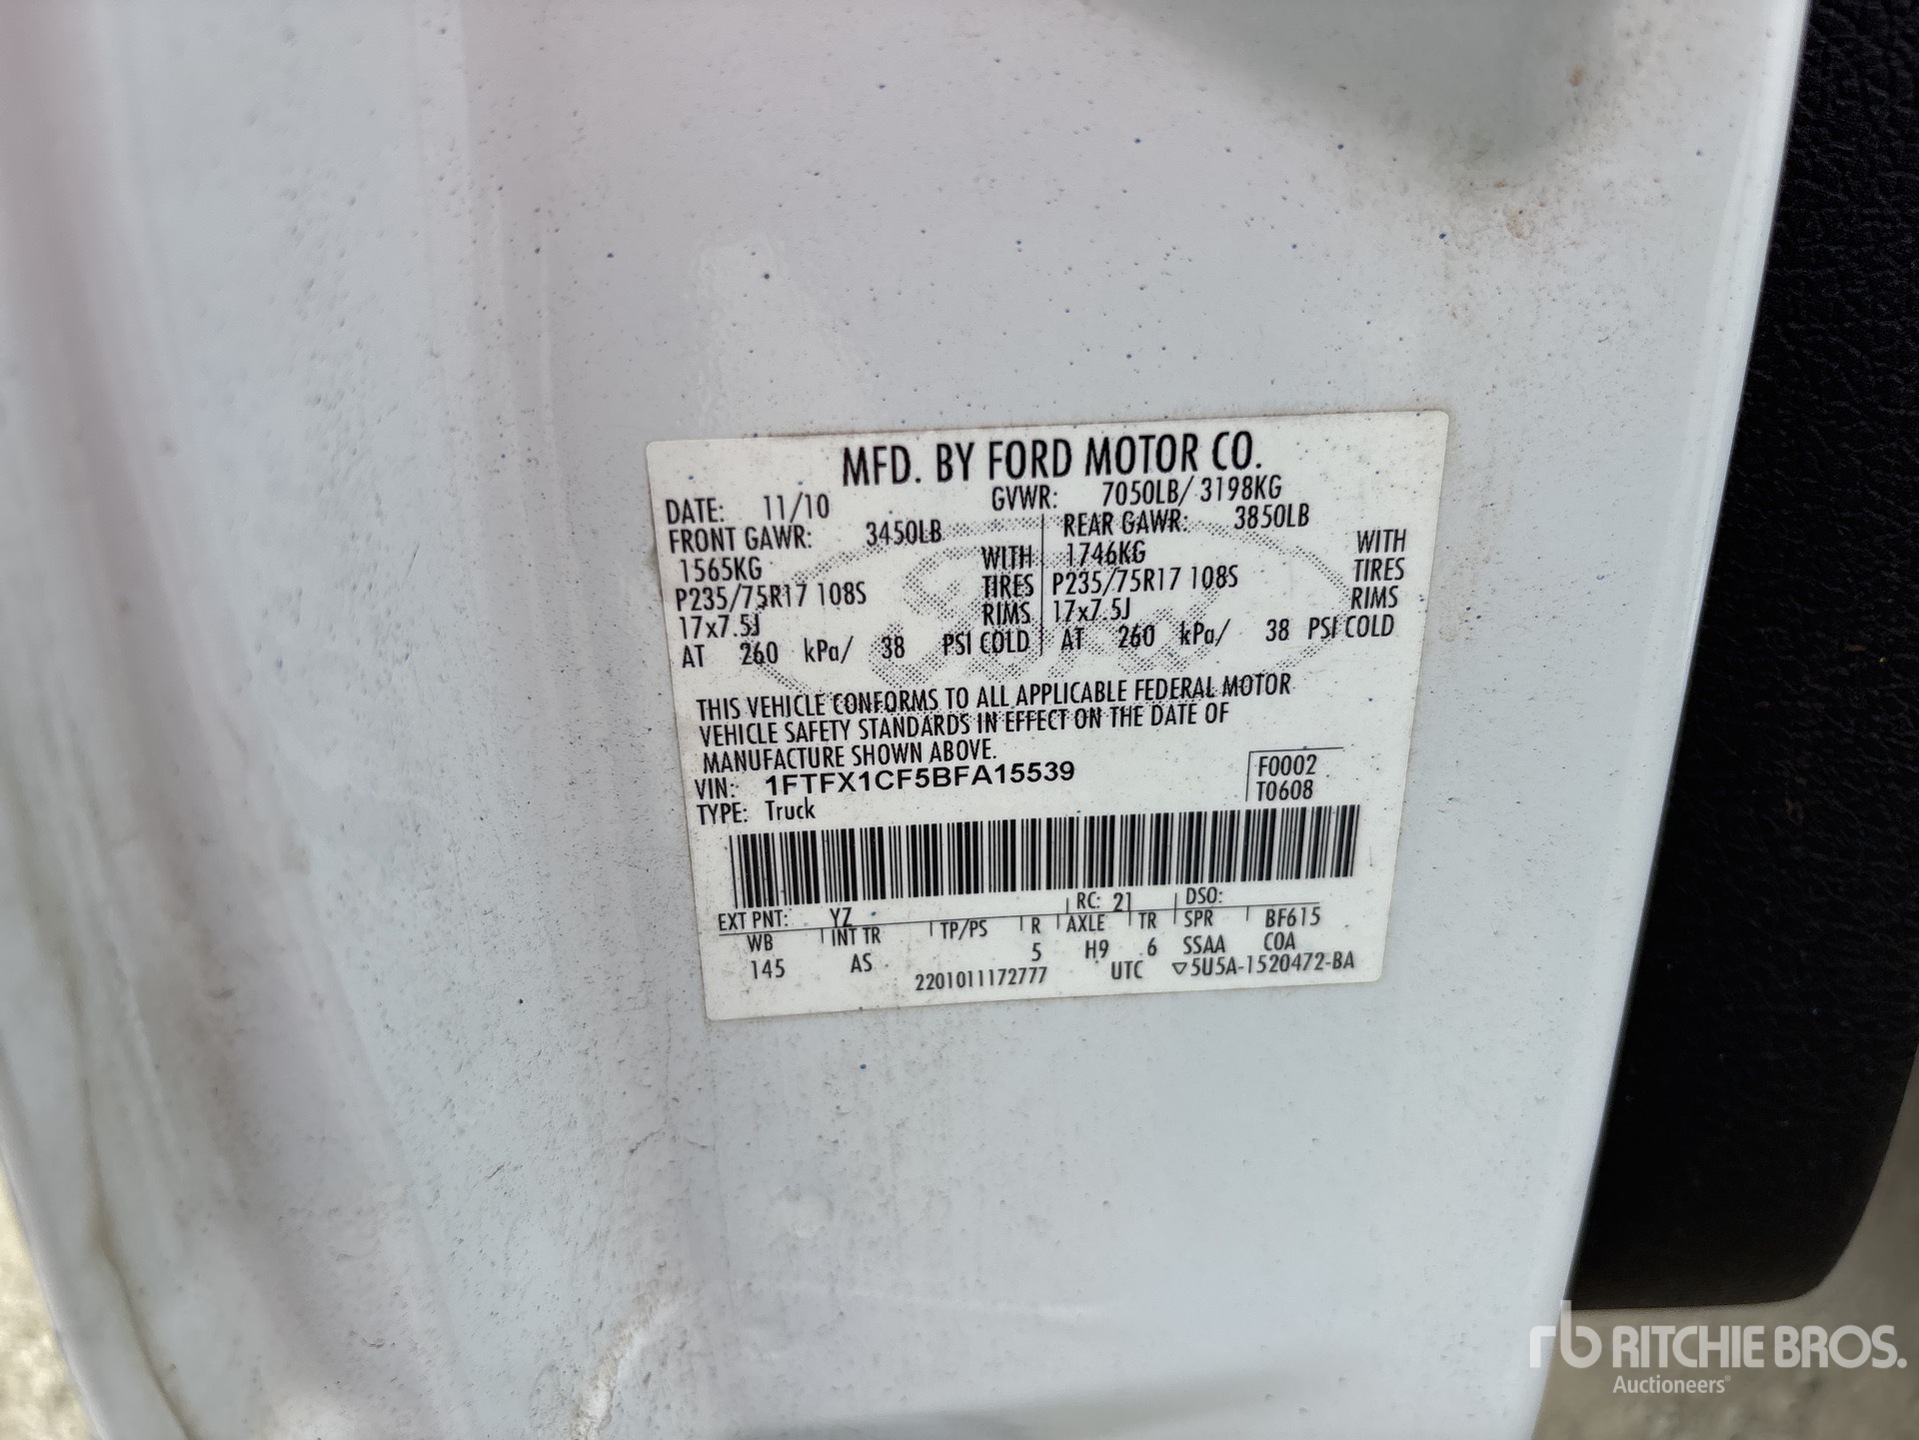 MFD. BY FORD MOTOR CO.
DATE: 11/10 GVWR: 7050LB/ 3198KG
FRONT GAWR: 3450LB REAR GAWR: 3850LB
1565KG WITH 1746KG WITH
P235/75R17 108S TIRES P235/75R17 108S TIRES
17x7.5J RIMS 17x7.5J RIMS
AT 260 kPa/ 38 PSI COLD AT 260 kPa/ 38 PSI COLD
THIS VEHICLE CONFORMS TO ALL APPLICABLE FEDERAL MOTOR
VEHICLE SAFETY STANDARDS IN EFFECT ON THE DATE OF
MANUFACTURE SHOWN ABOVE.
VIN: 1FTFX1CF5BFA15539 F0002
TYPE: Truck T0608
EXT PNT: YZ RC: 21 DSO:
WB INT TR TP/PS R AXLE TR SPR BF615
145 AS 5 H9 6 SSAA COA
2201011172777 UTC ▽5U5A-1520472-BA
rb RITCHIE BROS.
Auctioneers®